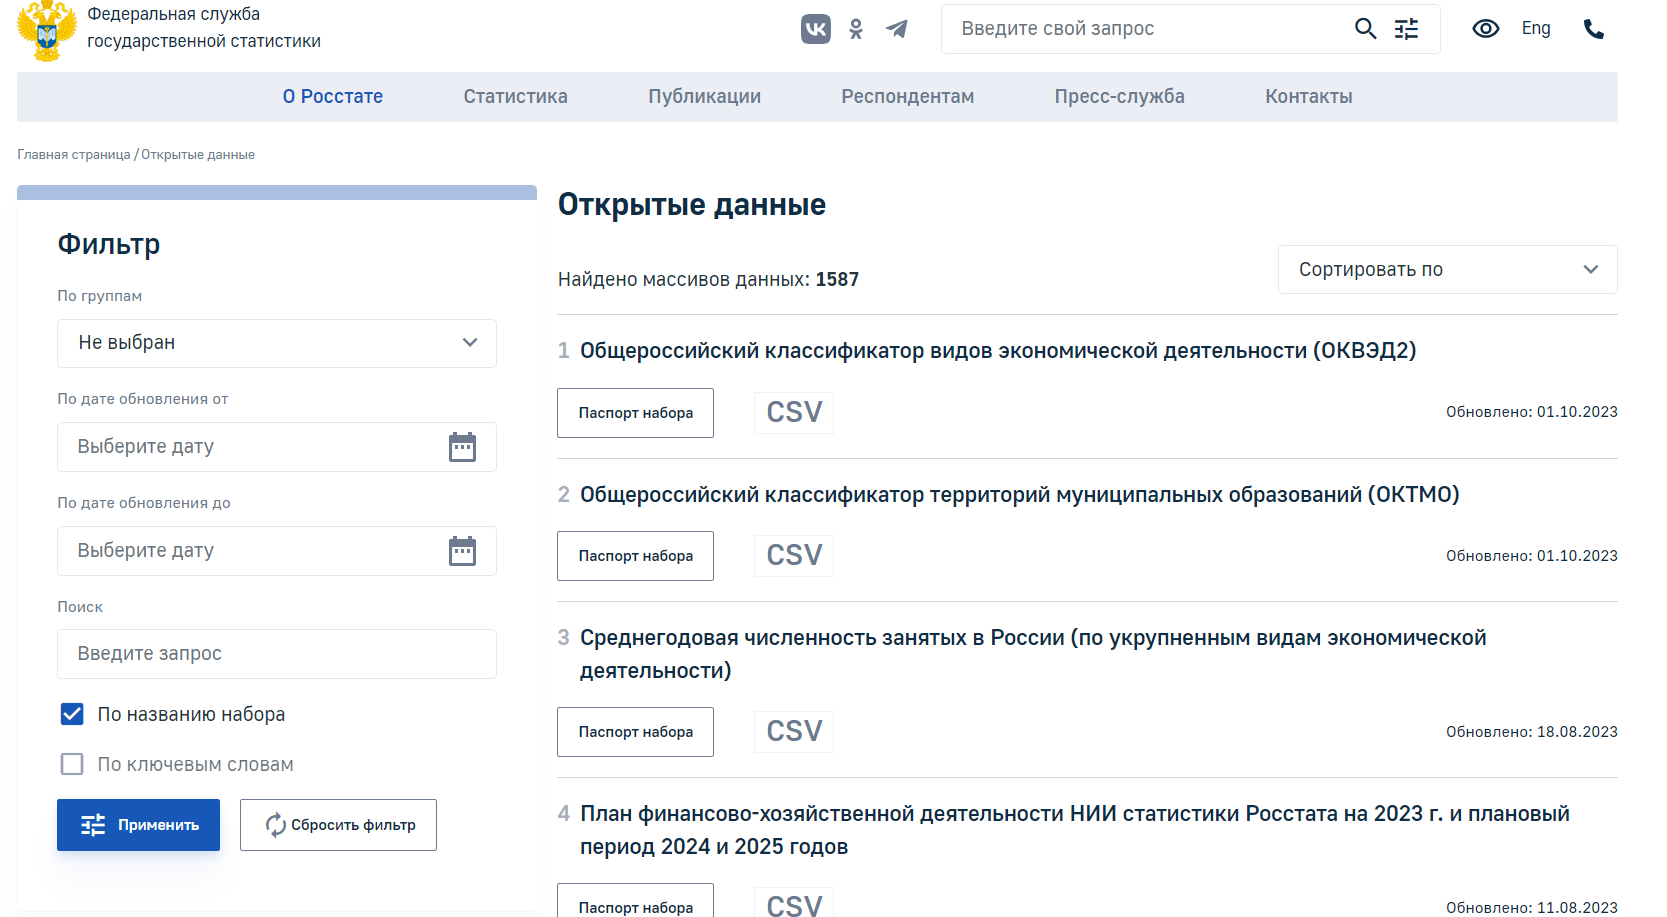 Федеральная служба
государственной статистики
Введите свой запрос
Eng
О Росстате Статистика Публикации Респондентам Пресс-служба Контакты
Главная страница / Открытые данные
Фильтр
По группам
Не выбран
По дате обновления от
Выберите дату
По дате обновления до
Выберите дату
Поиск
Введите запрос
По названию набора
По ключевым словам
Применить Сбросить фильтр
Открытые данные
Найдено массивов данных: 1587
Сортировать по
1 Общероссийский классификатор видов экономической деятельности (ОКВЭД2)
Паспорт набора CSV Обновлено: 01.10.2023
2 Общероссийский классификатор территорий муниципальных образований (ОКТМО)
Паспорт набора CSV Обновлено: 01.10.2023
3 Среднегодовая численность занятых в России (по укрупненным видам экономической
деятельности)
Паспорт набора CSV Обновлено: 18.08.2023
4 План финансово-хозяйственной деятельности НИИ статистики Росстата на 2023 г. и плановый
период 2024 и 2025 годов
Паспорт набора CSV Обновлено: 11.08.2023